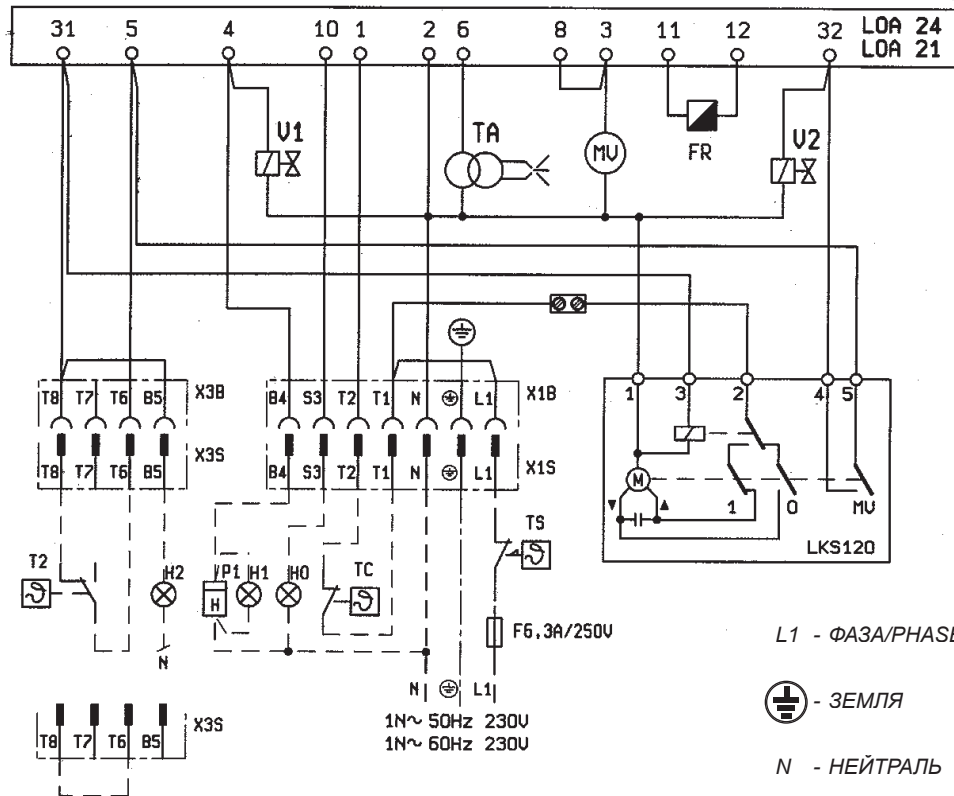 31 5 4 10 1 2 6 8 3 11 12 32 LOA 24
LOA 21
V1 TA MV FR V2
T8 T7 T6 B5 X3B
T8 T7 T6 B5 X3S
B4 S3 T2 T1 N L1 X1B
B4 S3 T2 T1 N L1 X1S
1 3 2 4 5
M
1 0 MV
LKS120
T2 ϑ H2 N
P1 H H1 H0 TC ϑ
TS ϑ
F6,3A/250V
N L1
1N~ 50Hz 230V
1N~ 60Hz 230V
T8 T7 T6 B5 X3S
L1 - ФАЗА/PHASE
- ЗЕМЛЯ
N - НЕЙТРАЛЬ